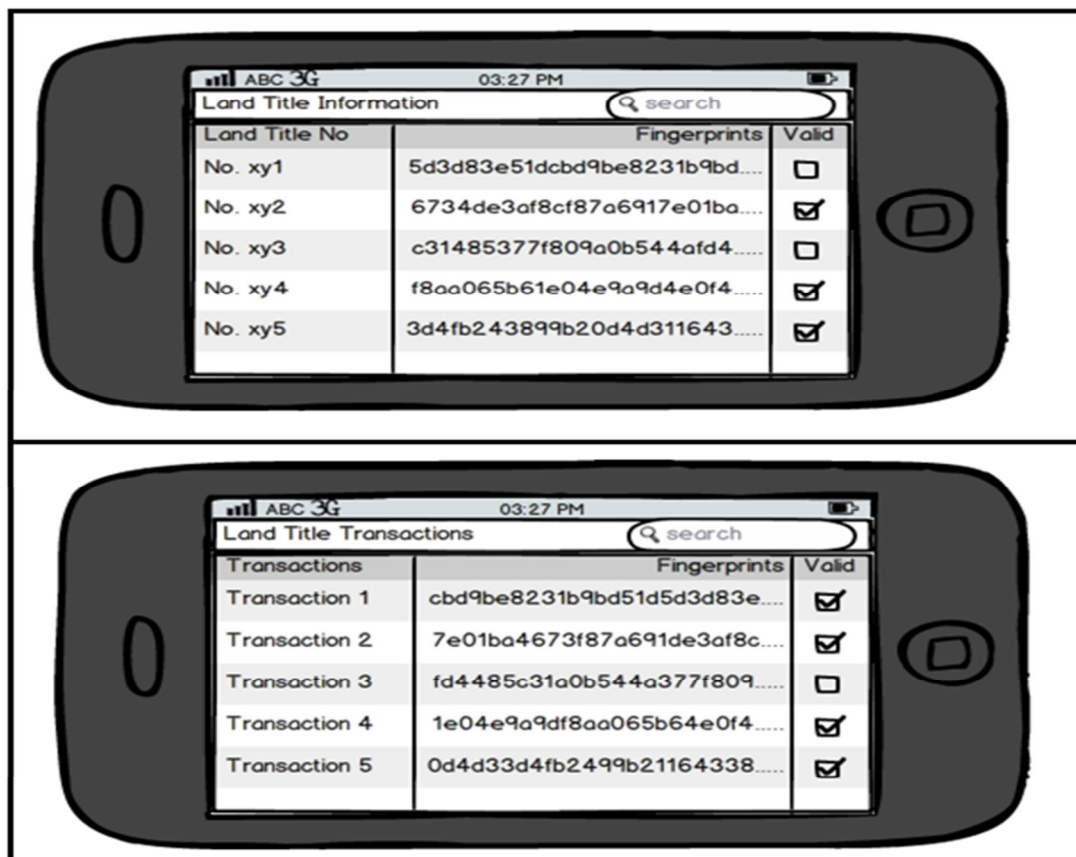 ABC 3G 03:27 PM
Land Title Information search
Land Title No Fingerprints Valid
No. xy1 5d3d83e51dcbd9be8231b9bd....
No. xy2 6734de3af8cf87a6917e01ba....
No. xy3 c31485377f809a0b544afd4.....
No. xy4 f8aa065b61e04e9a9d4e0f4.....
No. xy5 3d4fb243899b20d4d311643.....
ABC 3G 03:27 PM
Land Title Transactions search
Transactions Fingerprints Valid
Transaction 1 cbd9be8231b9bd51d5d3d83e....
Transaction 2 7e01ba4673f87a691de3af8c....
Transaction 3 fd4485c31a0b544a377f809.....
Transaction 4 1e04e9a9df8aa065b64e0f4.....
Transaction 5 0d4d33d4fb2499b21164338.....